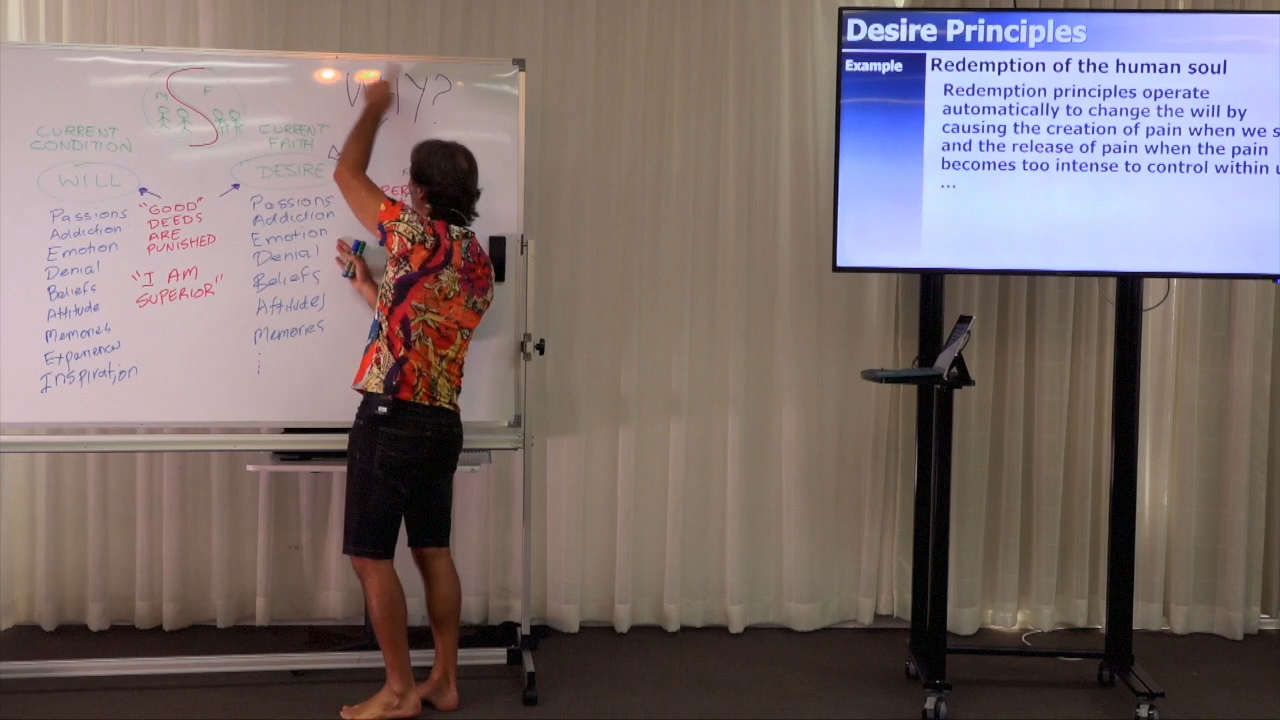 WHY?
M
F
CURRENT
CONDITION
WILL
Passions
Addiction
Emotion
Denial
Beliefs
Attitude
Memories
Experience
Inspiration
"GOOD"
DEEDS
ARE
PUNISHED
"I AM
SUPERIOR"
CURRENT
FAITH
DESIRE
Passions
Addiction
Emotion
Denial
Beliefs
Attitudes
Memories
Desire Principles
Example
Redemption of the human soul
Redemption principles operate
automatically to change the will by
causing the creation of pain when we
and the release of pain when the pain
becomes too intense to control within
...